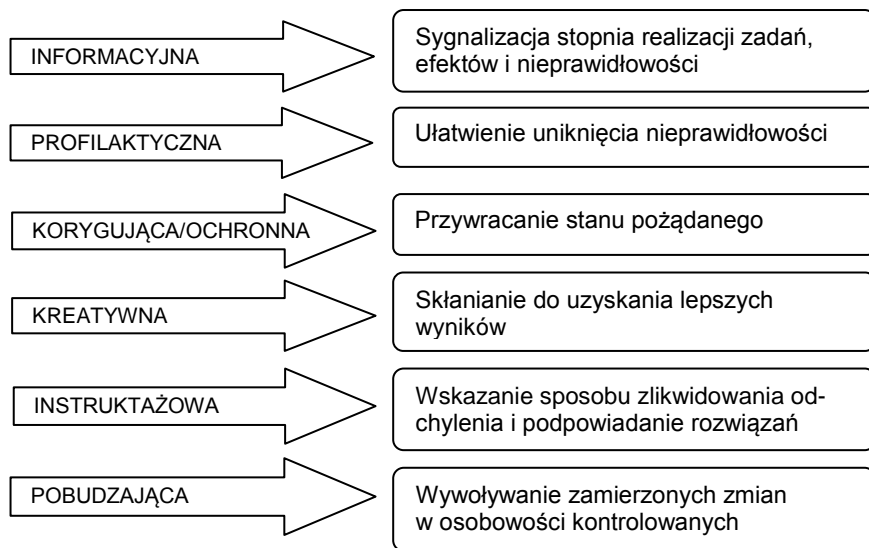 INFORMACYJNA
Sygnalizacja stopnia realizacji zadań,
efektów i nieprawidłowości
PROFILAKTYCZNA
Ułatwienie uniknięcia nieprawidłowości
KORYGUJĄCA/OCHRONNA
Przywracanie stanu pożądanego
KREATYWNA
Skłanianie do uzyskania lepszych
wyników
INSTRUKTAŻOWA
Wskazanie sposobu zlikwidowania od-
chylenia i podpowiadanie rozwiązań
POBUDZAJĄCA
Wywoływanie zamierzonych zmian
w osobowości kontrolowanych